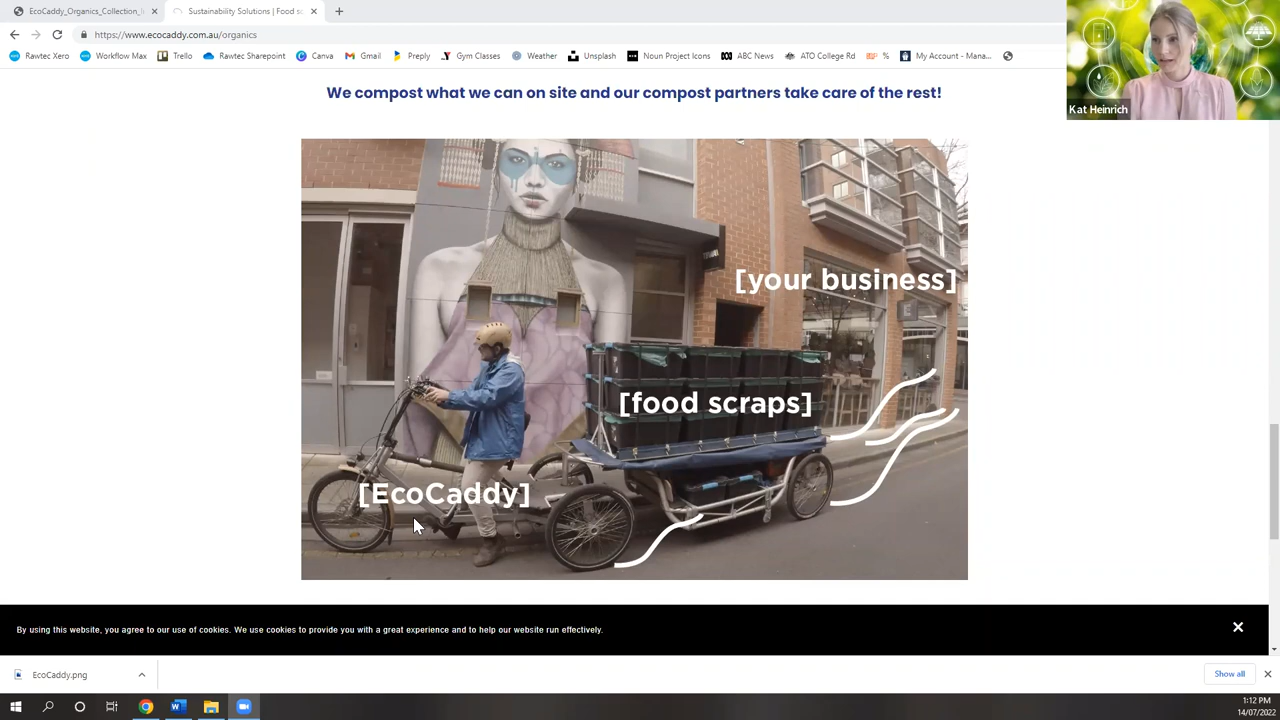 EcoCaddy_Organics_Collection_I
Sustainability Solutions | Food sc
https://www.ecocaddy.com.au/organics
Rawtec Xero
Workflow Max
Trello
Rawtec Sharepoint
Canva
Gmail
Preply
Gym Classes
Weather
Unsplash
Noun Project Icons
ABC News
ATO College Rd
%
My Account - Mana...
Kat Heinrich
We compost what we can on site and our compost partners take care of the rest!
[your business]
[food scraps]
[EcoCaddy]
By using this website, you agree to our use of cookies. We use cookies to provide you with a great experience and to help our website run effectively.
EcoCaddy.png
Show all
1:12 PM
14/07/2022